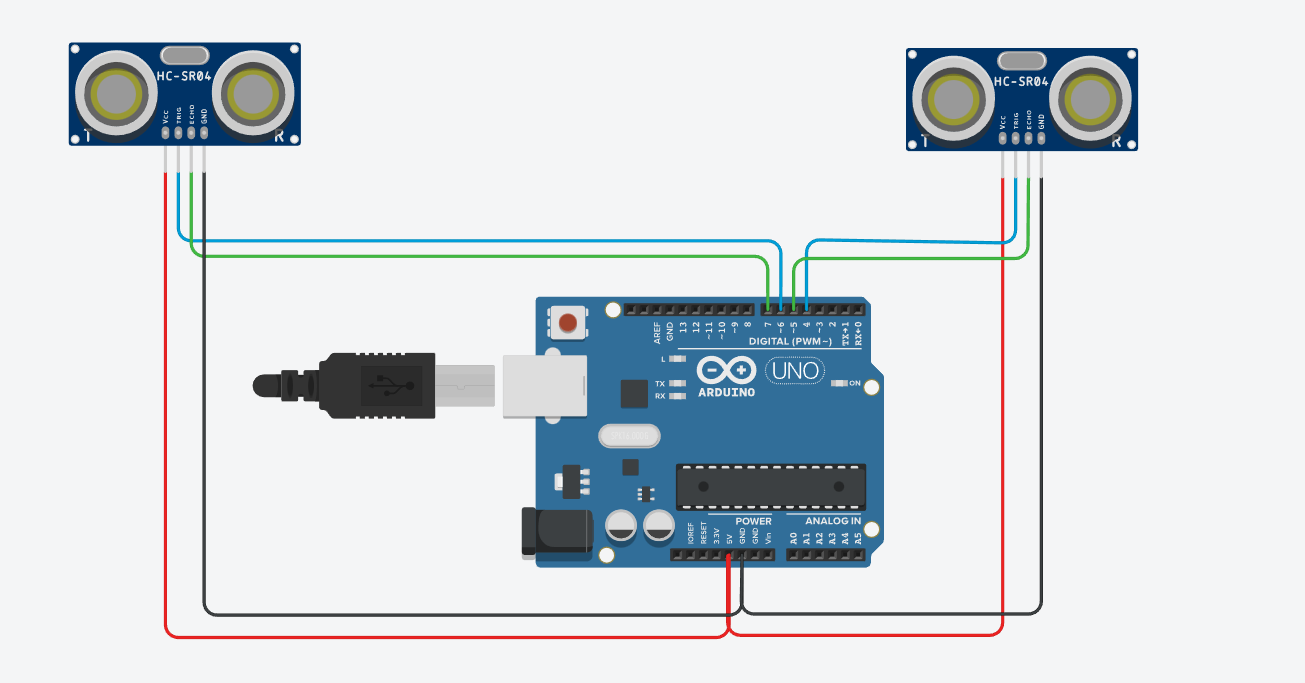 HC-SR04
VCC
TRIG
ECHO
GND
T
R
HC-SR04
VCC
TRIG
ECHO
GND
T
R
AREF
GND
13
12
~11
~10
~9
8
7
~6
~5
4
~3
2
TX→1
RX←0
DIGITAL (PWM~)
L
TX
RX
ARDUINO
UNO
ON
POWER
ANALOG IN
IOREF
RESET
3.3V
5V
GND
GND
Vin
A0
A1
A2
A3
A4
A5